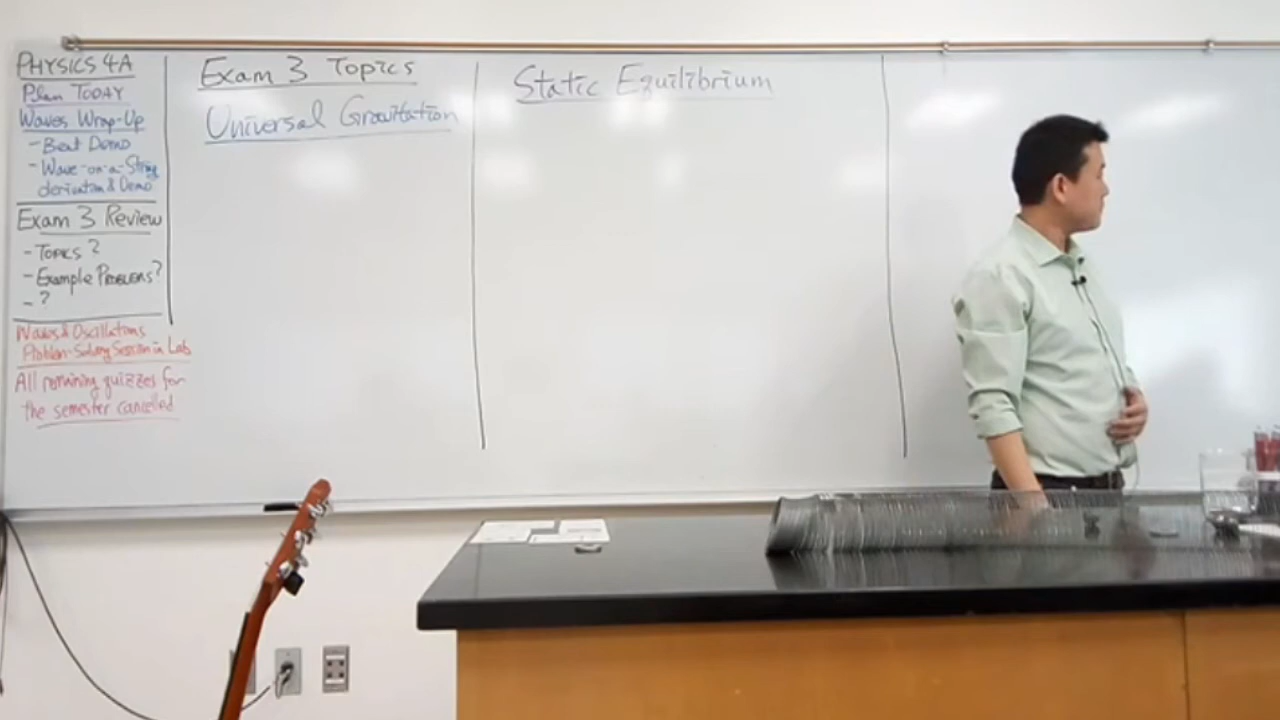 PHYSICS 4A
Plan TODAY
Waves Wrap-Up
- Beat Demo
- Wave-on-a-String
derivation & Demo
Exam 3 Review
- TOPICS?
- Example PROBLEMS?
- ?
Waves & Oscillations
Problem-Solving Session in Lab
All remaining quizzes for
the semester cancelled
Exam 3 Topics
Universal Gravitation
Static Equilibrium